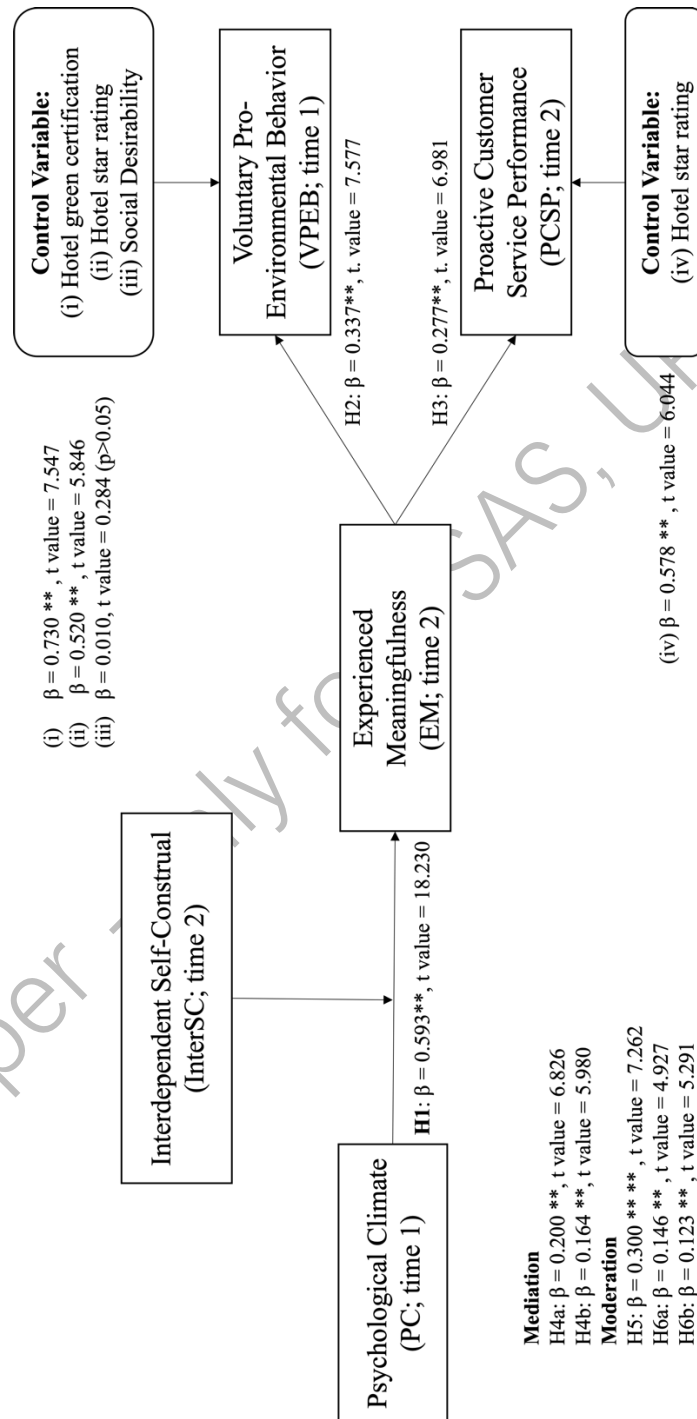 Control Variable:
(i) Hotel green certification
(ii) Hotel star rating
(iii) Social Desirability
(i) β = 0.730 ** , t value = 7.547
(ii) β = 0.520 ** , t value = 5.846
(iii) β = 0.010, t value = 0.284 (p>0.05)
Interdependent Self-Construal
(InterSC; time 2)
Voluntary Pro-
Environmental Behavior
(VPEB; time 1)
H2: β = 0.337**, t. value = 7.577
Psychological Climate
(PC; time 1)
H1: β = 0.593**, t value = 18.230
Experienced
Meaningfulness
(EM; time 2)
H3: β = 0.277**, t. value = 6.981
Proactive Customer
Service Performance
(PCSP; time 2)
Mediation
H4a: β = 0.200 **, t value = 6.826
H4b: β = 0.164 **, t value = 5.980
Moderation
H5: β = 0.300 ** **, t value = 7.262
H6a: β = 0.146 **, t value = 4.927
H6b: β = 0.123 **, t value = 5.291
(iv) β = 0.578 ** , t value = 6.044
Control Variable:
(iv) Hotel star rating